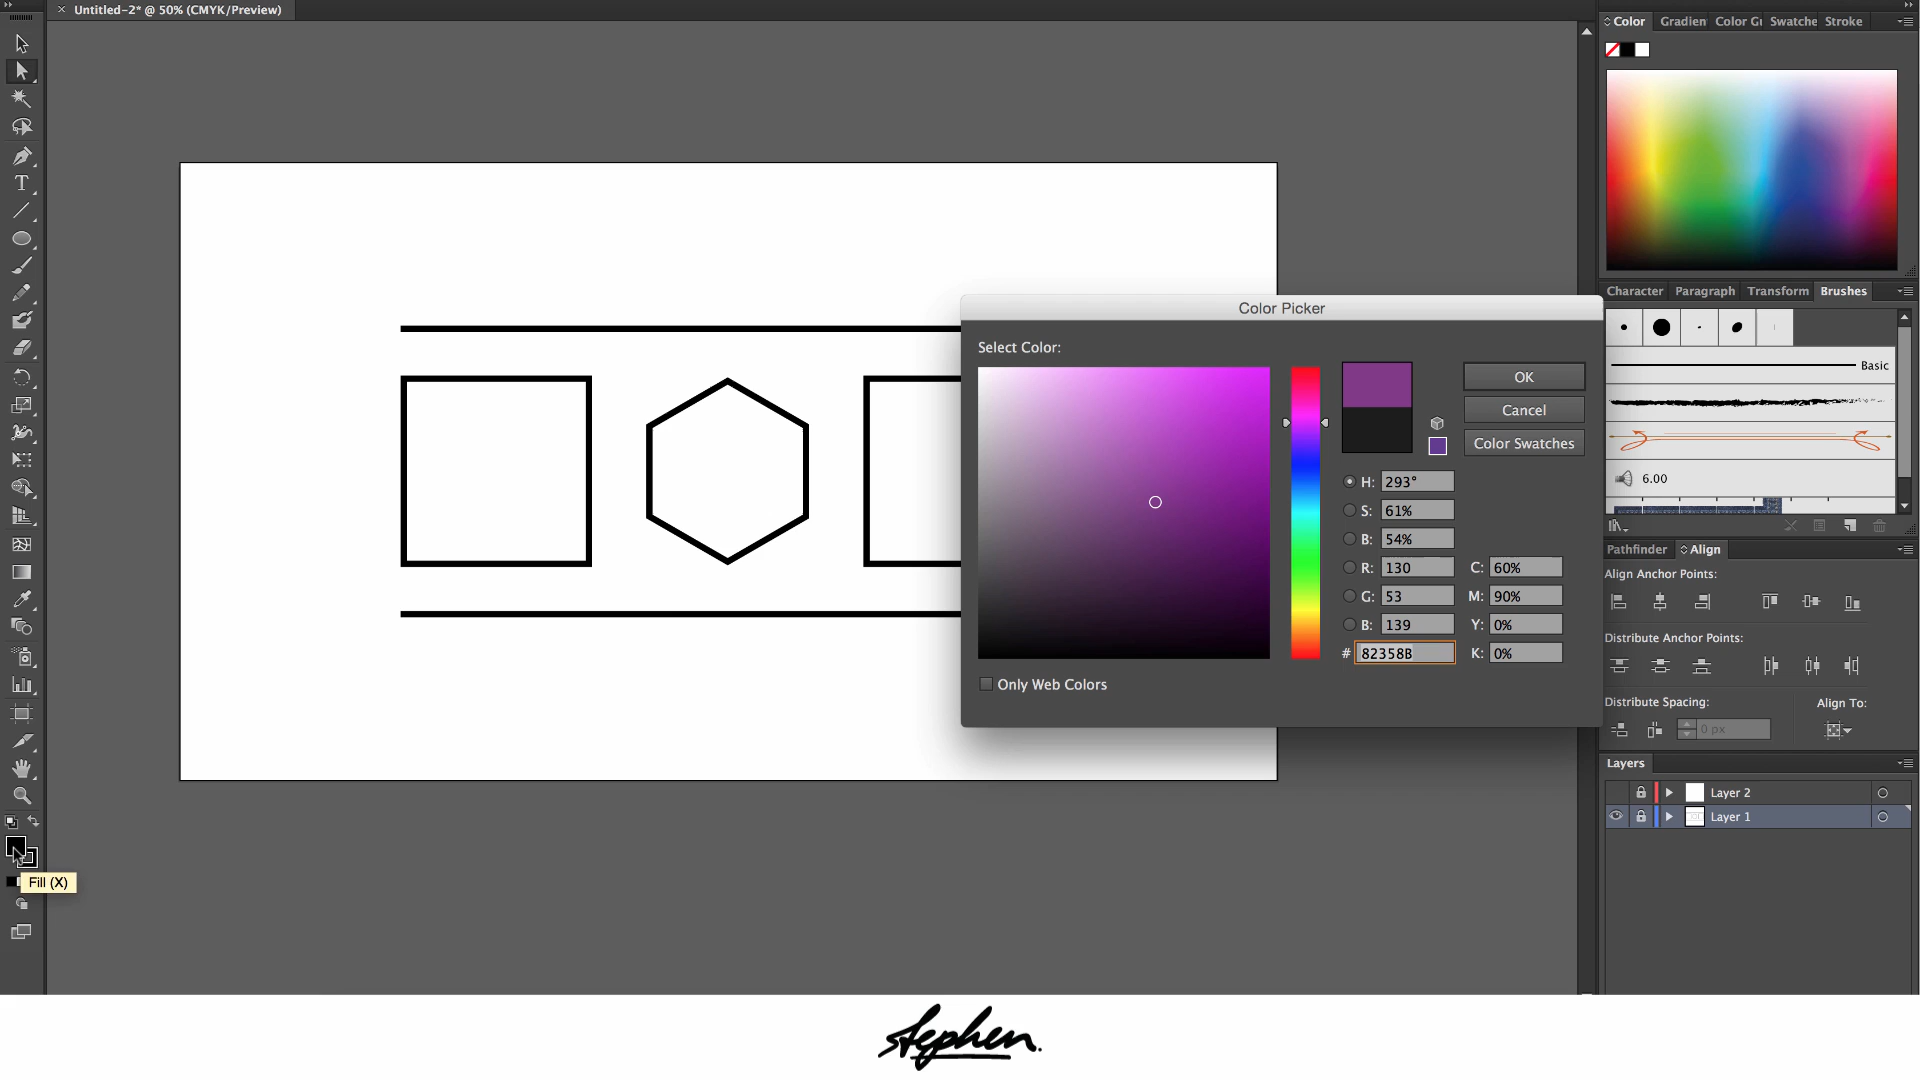 Untitled-2* @ 50% (CMYK/Preview)
Color
Gradien
Color Gu
Swatche
Stroke
Character
Paragraph
Transform
Brushes
Basic
6.00
Pathfinder
Align
Align Anchor Points:
Distribute Anchor Points:
Distribute Spacing:
Align To:
0 px
Layers
Layer 2
Layer 1
Color Picker
Select Color:
OK
Cancel
Color Swatches
H: 293°
S: 61%
B: 54%
R: 130 C: 60%
G: 53 M: 90%
B: 139 Y: 0%
# 82358B K: 0%
Only Web Colors
T
Fill (X)
Stephen.